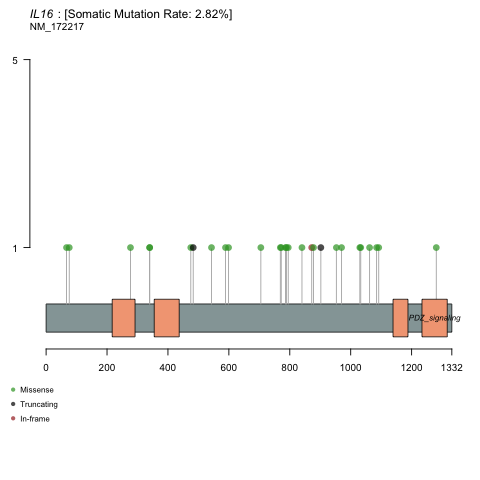 IL16 : [Somatic Mutation Rate: 2.82%]
NM_172217
5
1
PDZ_signaling
0 200 400 600 800 1000 1200 1332
Missense
Truncating
In-frame